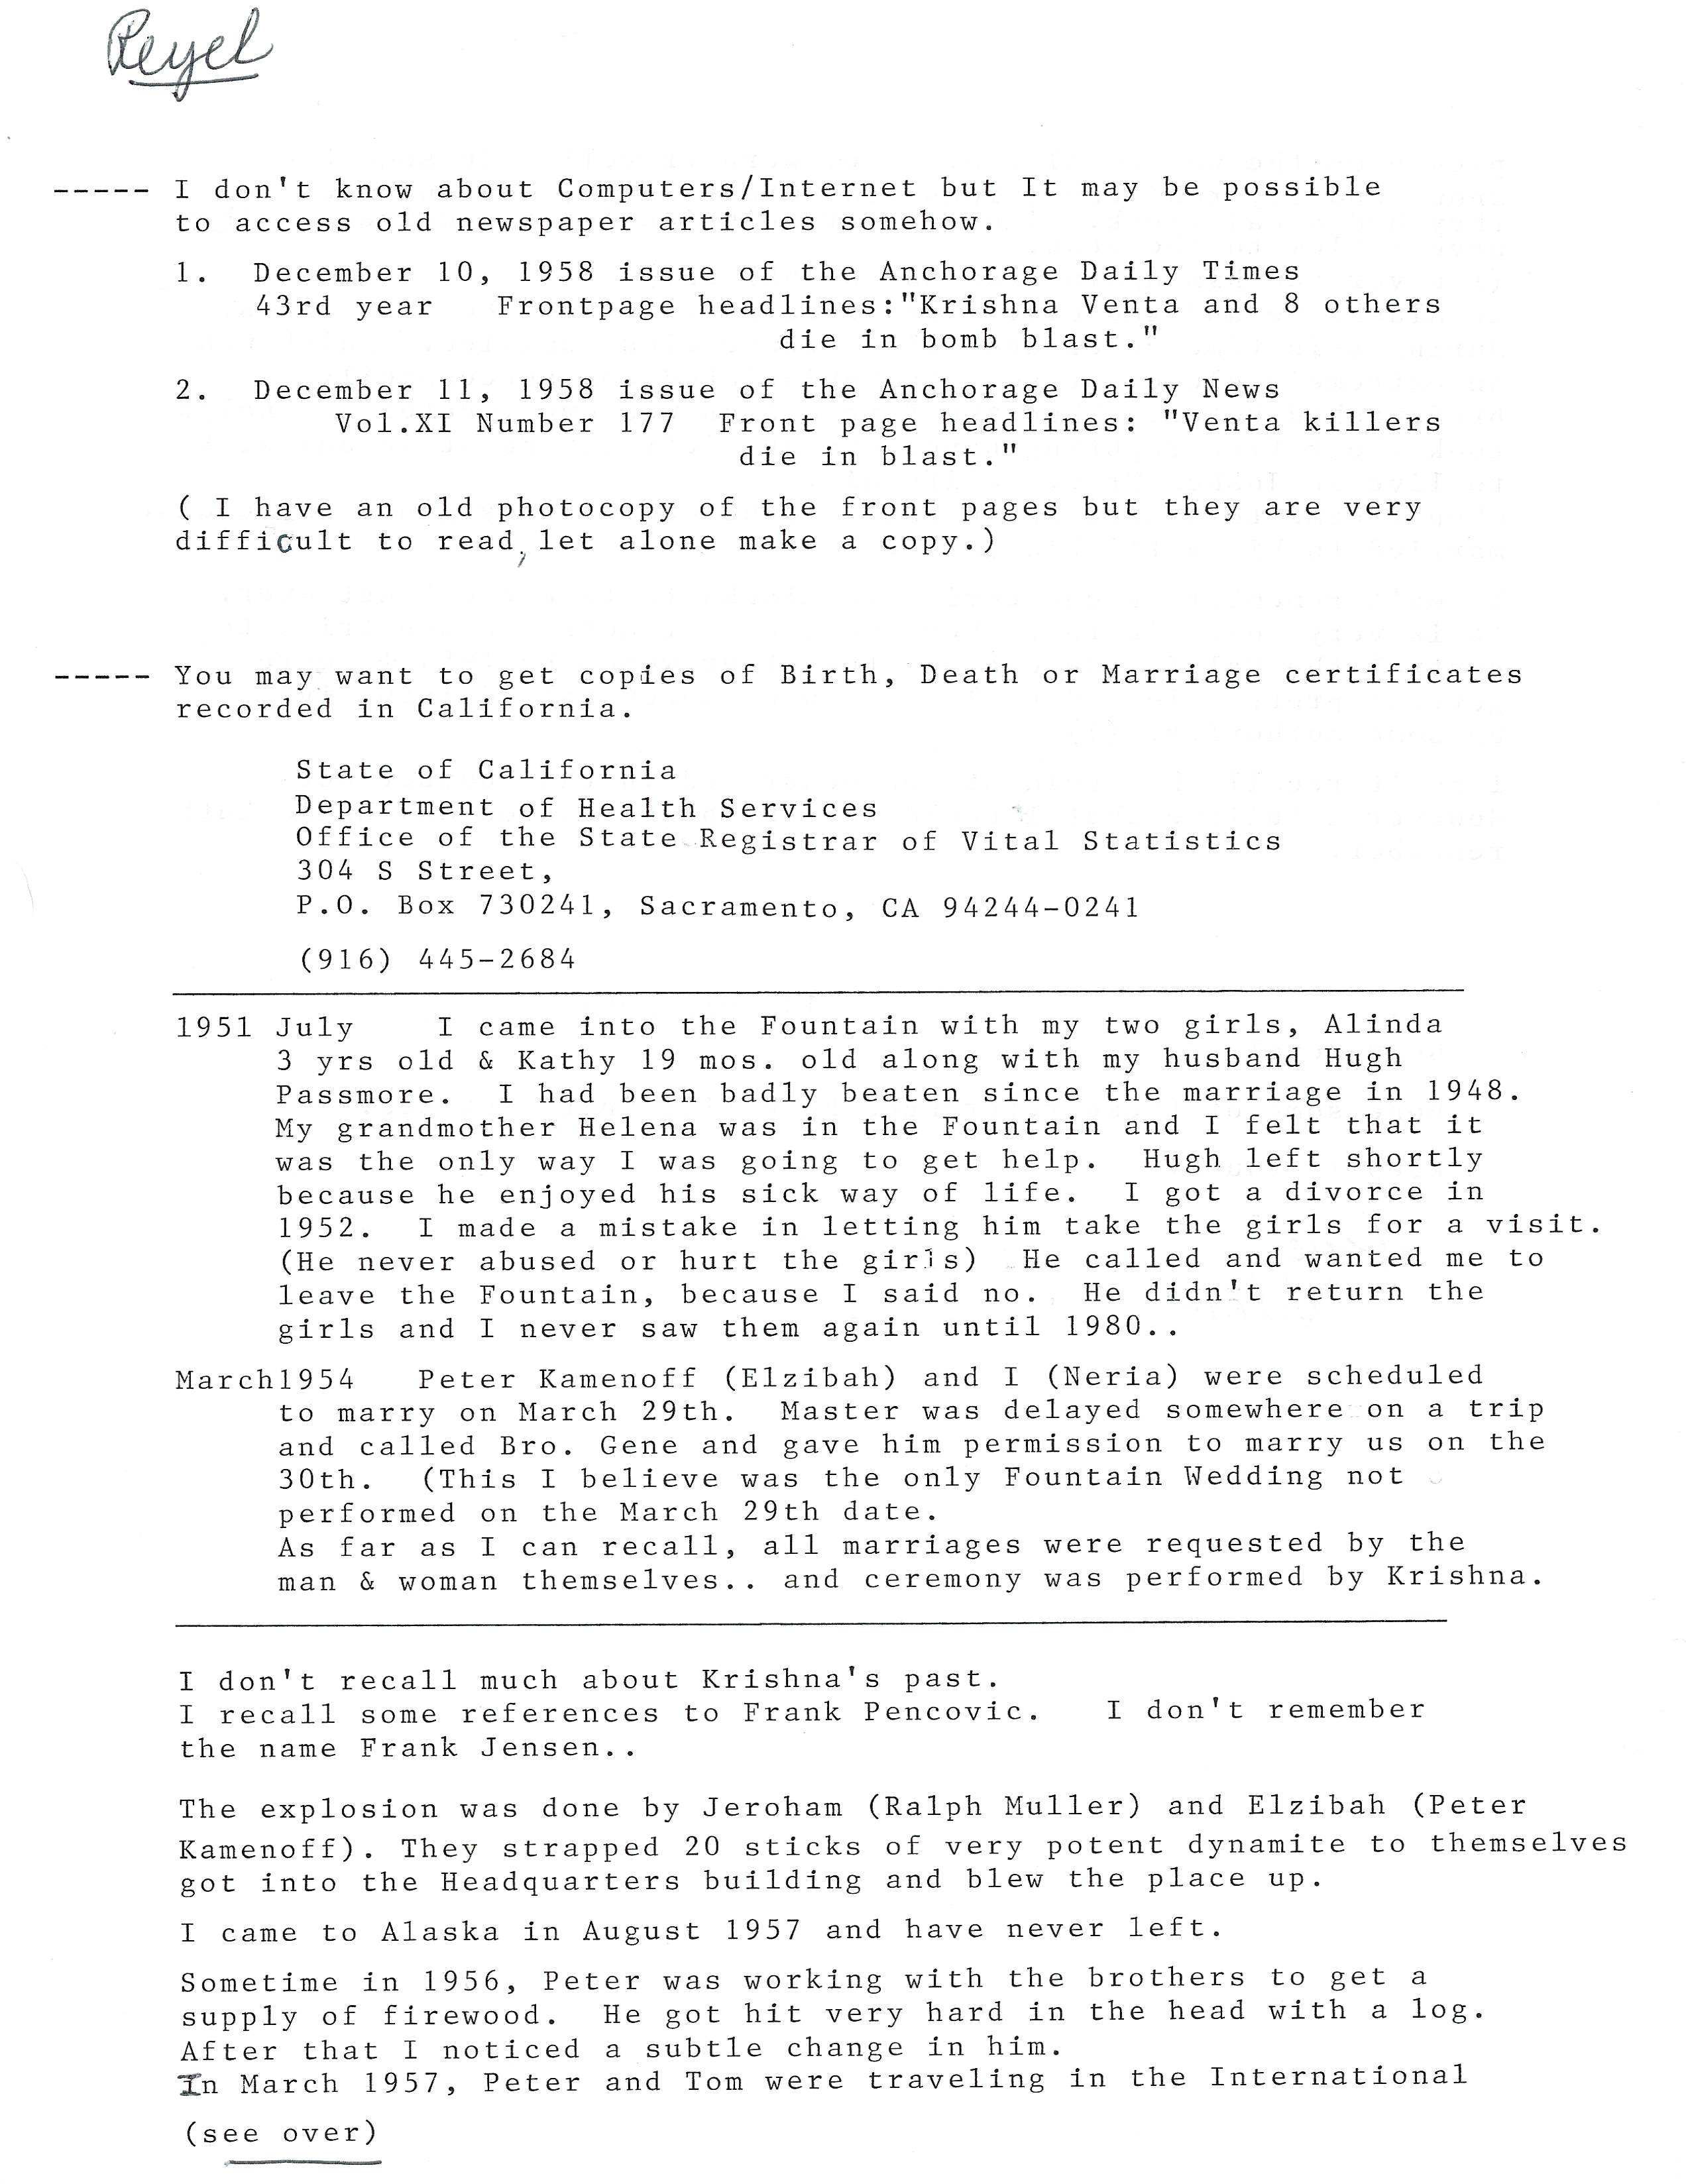 Reyel
----- I don't know about Computers/Internet but It may be possible
to access old newspaper articles somehow.
1. December 10, 1958 issue of the Anchorage Daily Times
43rd year Frontpage headlines:"Krishna Venta and 8 others
die in bomb blast."
2. December 11, 1958 issue of the Anchorage Daily News
Vol.XI Number 177 Front page headlines: "Venta killers
die in blast."
( I have an old photocopy of the front pages but they are very
difficult to read, let alone make a copy.)
----- You may want to get copies of Birth, Death or Marriage certificates
recorded in California.
State of California
Department of Health Services
Office of the State Registrar of Vital Statistics
304 S Street,
P.O. Box 730241, Sacramento, CA 94244-0241
(916) 445-2684
1951 July I came into the Fountain with my two girls, Alinda
3 yrs old & Kathy 19 mos. old along with my husband Hugh
Passmore. I had been badly beaten since the marriage in 1948.
My grandmother Helena was in the Fountain and I felt that it
was the only way I was going to get help. Hugh left shortly
because he enjoyed his sick way of life. I got a divorce in
1952. I made a mistake in letting him take the girls for a visit.
(He never abused or hurt the girls) He called and wanted me to
leave the Fountain, because I said no. He didn't return the
girls and I never saw them again until 1980..
March1954 Peter Kamenoff (Elzibah) and I (Neria) were scheduled
to marry on March 29th. Master was delayed somewhere on a trip
and called Bro. Gene and gave him permission to marry us on the
30th. (This I believe was the only Fountain Wedding not
performed on the March 29th date.
As far as I can recall, all marriages were requested by the
man & woman themselves.. and ceremony was performed by Krishna.
I don't recall much about Krishna's past.
I recall some references to Frank Pencovic. I don't remember
the name Frank Jensen..
The explosion was done by Jeroham (Ralph Muller) and Elzibah (Peter
Kamenoff). They strapped 20 sticks of very potent dynamite to themselves
got into the Headquarters building and blew the place up.
I came to Alaska in August 1957 and have never left.
Sometime in 1956, Peter was working with the brothers to get a
supply of firewood. He got hit very hard in the head with a log.
After that I noticed a subtle change in him.
In March 1957, Peter and Tom were traveling in the International
(see over)